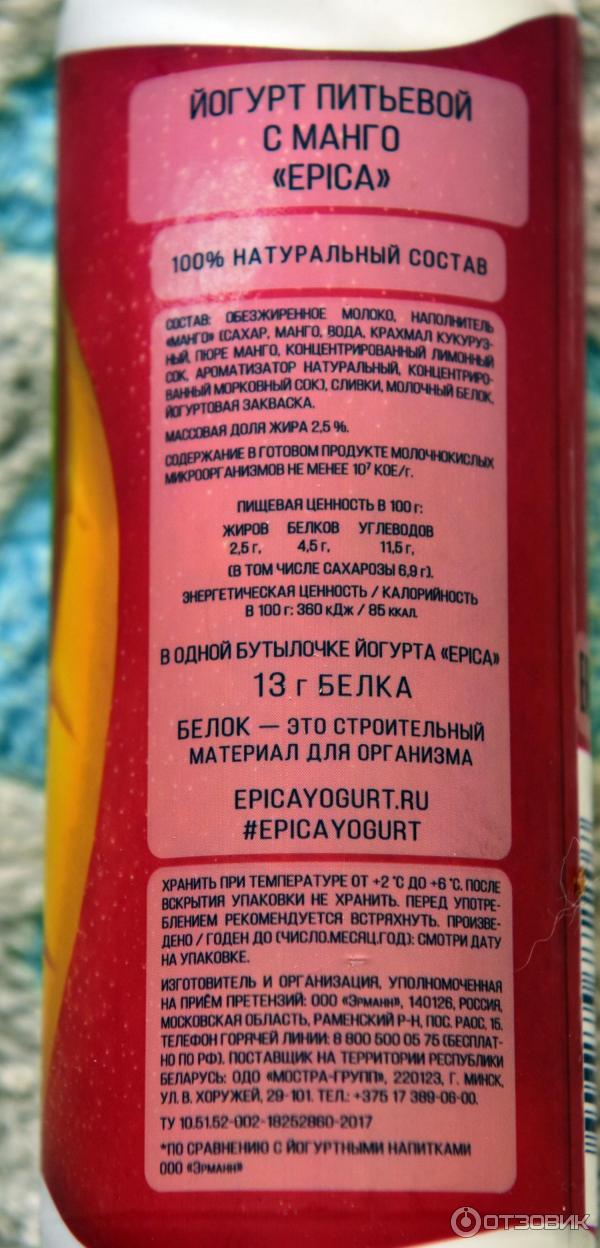 ЙОГУРТ ПИТЬЕВОЙ
С МАНГО
«EPICA»
100% НАТУРАЛЬНЫЙ СОСТАВ
СОСТАВ: ОБЕЗЖИРЕННОЕ МОЛОКО, НАПОЛНИТЕЛЬ
«МАНГО» (САХАР, МАНГО, ВОДА, КРАХМАЛ КУКУРУЗ-
НЫЙ, ПЮРЕ МАНГО, КОНЦЕНТРИРОВАННЫЙ ЛИМОННЫЙ
СОК, АРОМАТИЗАТОР НАТУРАЛЬНЫЙ, КОНЦЕНТРИРО-
ВАННЫЙ МОРКОВНЫЙ СОК), СЛИВКИ, МОЛОЧНЫЙ БЕЛОК,
ЙОГУРТОВАЯ ЗАКВАСКА.
МАССОВАЯ ДОЛЯ ЖИРА 2,5 %.
СОДЕРЖАНИЕ В ГОТОВОМ ПРОДУКТЕ МОЛОЧНОКИСЛЫХ
МИКРООРГАНИЗМОВ НЕ МЕНЕЕ 10⁷ КОЕ/г.
ПИЩЕВАЯ ЦЕННОСТЬ В 100 г:
ЖИРОВ БЕЛКОВ УГЛЕВОДОВ
2,5 г, 4,5 г, 11,5 г,
(В ТОМ ЧИСЛЕ САХАРОЗЫ 6,9 г).
ЭНЕРГЕТИЧЕСКАЯ ЦЕННОСТЬ / КАЛОРИЙНОСТЬ
В 100 г: 360 кДж / 85 ккал.
В ОДНОЙ БУТЫЛОЧКЕ ЙОГУРТА «EPICA»
13 г БЕЛКА
БЕЛОК — ЭТО СТРОИТЕЛЬНЫЙ
МАТЕРИАЛ ДЛЯ ОРГАНИЗМА
EPICAYOGURT.RU
#EPICAYOGURT
ХРАНИТЬ ПРИ ТЕМПЕРАТУРЕ ОТ +2 °С ДО +6 °С. ПОСЛЕ
ВСКРЫТИЯ УПАКОВКИ НЕ ХРАНИТЬ. ПЕРЕД УПОТРЕ-
БЛЕНИЕМ РЕКОМЕНДУЕТСЯ ВСТРЯХНУТЬ. ПРОИЗВЕ-
ДЕНО / ГОДЕН ДО (ЧИСЛО.МЕСЯЦ.ГОД): СМОТРИ ДАТУ
НА УПАКОВКЕ.
ИЗГОТОВИТЕЛЬ И ОРГАНИЗАЦИЯ, УПОЛНОМОЧЕННАЯ
НА ПРИЁМ ПРЕТЕНЗИЙ: ООО «Эрманн», 140126, РОССИЯ,
МОСКОВСКАЯ ОБЛАСТЬ, РАМЕНСКИЙ Р-Н, ПОС. РАОС, 15.
ТЕЛЕФОН ГОРЯЧЕЙ ЛИНИИ: 8 800 500 05 75 (БЕСПЛАТ-
НО ПО РФ). ПОСТАВЩИК НА ТЕРРИТОРИИ РЕСПУБЛИКИ
БЕЛАРУСЬ: ОДО «МОСТРА-ГРУПП», 220123, Г. МИНСК,
УЛ. В. ХОРУЖЕЙ, 29-101. ТЕЛ.: +375 17 389-06-00.
ТУ 10.51.52-002-18252860-2017
*ПО СРАВНЕНИЮ С ЙОГУРТНЫМИ НАПИТКАМИ
ООО «Эрманн»
ОТЗОВИК